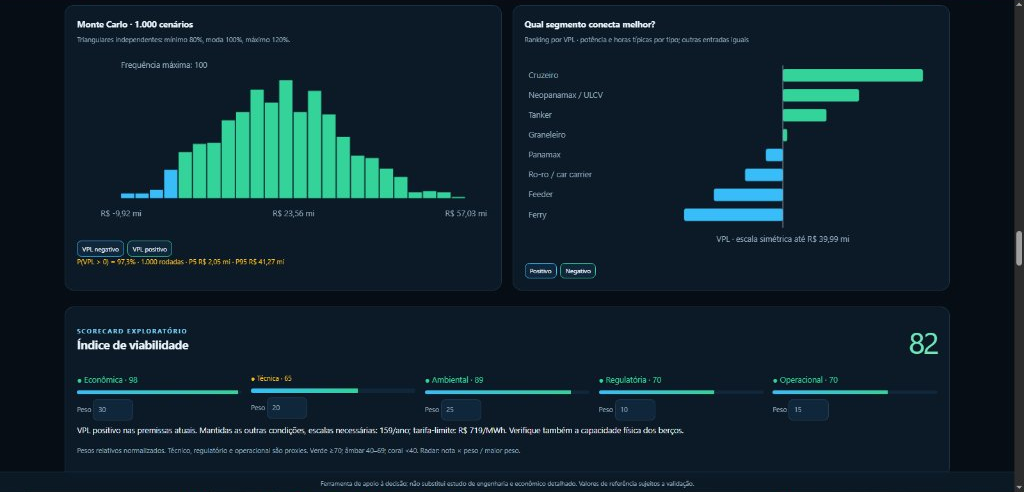 Monte Carlo · 1.000 cenários
Triangulares independentes: mínimo 80%, moda 100%, máximo 120%.
Frequência máxima: 100
R$ -9,92 mi
R$ 23,56 mi
R$ 57,03 mi
VPL negativo
VPL positivo
P(VPL > 0) = 97,3% · 1.000 rodadas · P5 R$ 2,05 mi · P95 R$ 41,27 mi
Qual segmento conecta melhor?
Ranking por VPL · potência e horas típicas por tipo; outras entradas iguais
Cruzeiro
Neopanamax / ULCV
Tanker
Graneleiro
Panamax
Ro-ro / car carrier
Feeder
Ferry
VPL · escala simétrica até R$ 39,99 mi
Positivo
Negativo
SCORECARD EXPLORATÓRIO
Índice de viabilidade
82
Econômica · 98
Peso 30
Técnica · 65
Peso 20
Ambiental · 89
Peso 25
Regulatória · 70
Peso 10
Operacional · 70
Peso 15
VPL positivo nas premissas atuais. Mantidas as outras condições, escalas necessárias: 159/ano; tarifa-limite: R$ 719/MWh. Verifique também a capacidade física dos berços.
Pesos relativos normalizados. Técnico, regulatório e operacional são proxies. Verde ≥70; âmbar 40–69; coral <40. Radar: nota × peso / maior peso.
Ferramenta de apoio à decisão; não substitui estudo de engenharia e econômico detalhado. Valores de referência sujeitos a validação.